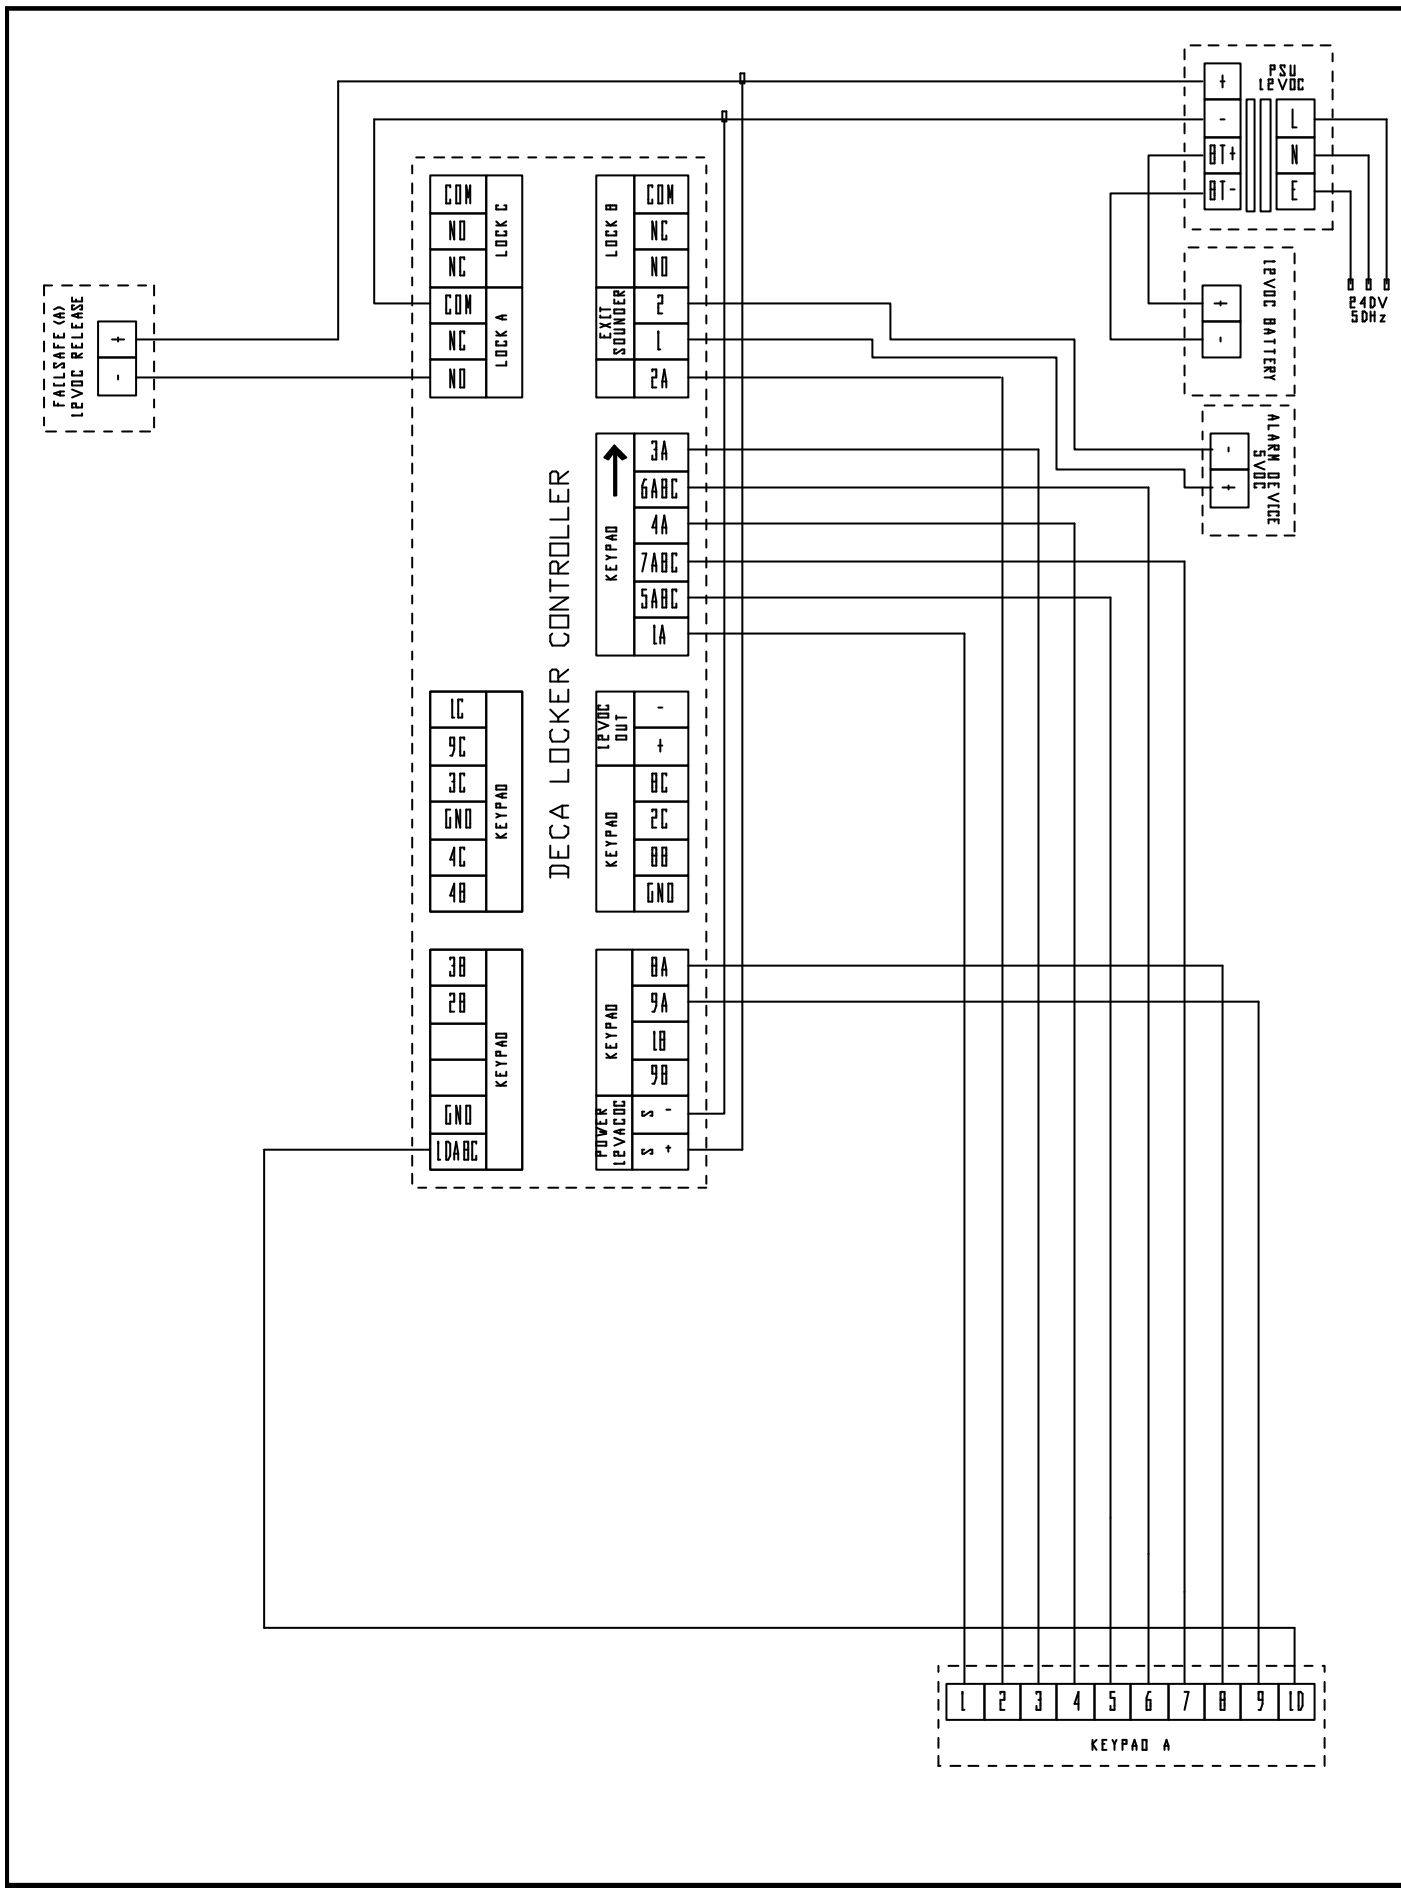 PSU
12VDC
+
-
BT+
BT-
L
N
E
240V
50Hz
12VDC BATTERY
+
-
ALARM DEVICE
5VDC
-
+
FAILSAFE (A)
12VDC RELEASE
+
-
DECA LOCKER CONTROLLER
LOCK C
COM
NO
NC
LOCK A
COM
NC
NO
LOCK B
COM
NC
NO
EXIT
SOUNDER
2
1
2A
KEYPAD
3A
6ABC
4A
7ABC
5ABC
1A
KEYPAD
1C
9C
3C
GND
4C
4B
12VDC
OUT
-
+
KEYPAD
8C
2C
8B
GND
KEYPAD
3B
2B
GND
10ABC
KEYPAD
8A
9A
1B
9B
POWER
12VACDC
~ -
~ +
1 2 3 4 5 6 7 8 9 10
KEYPAD A